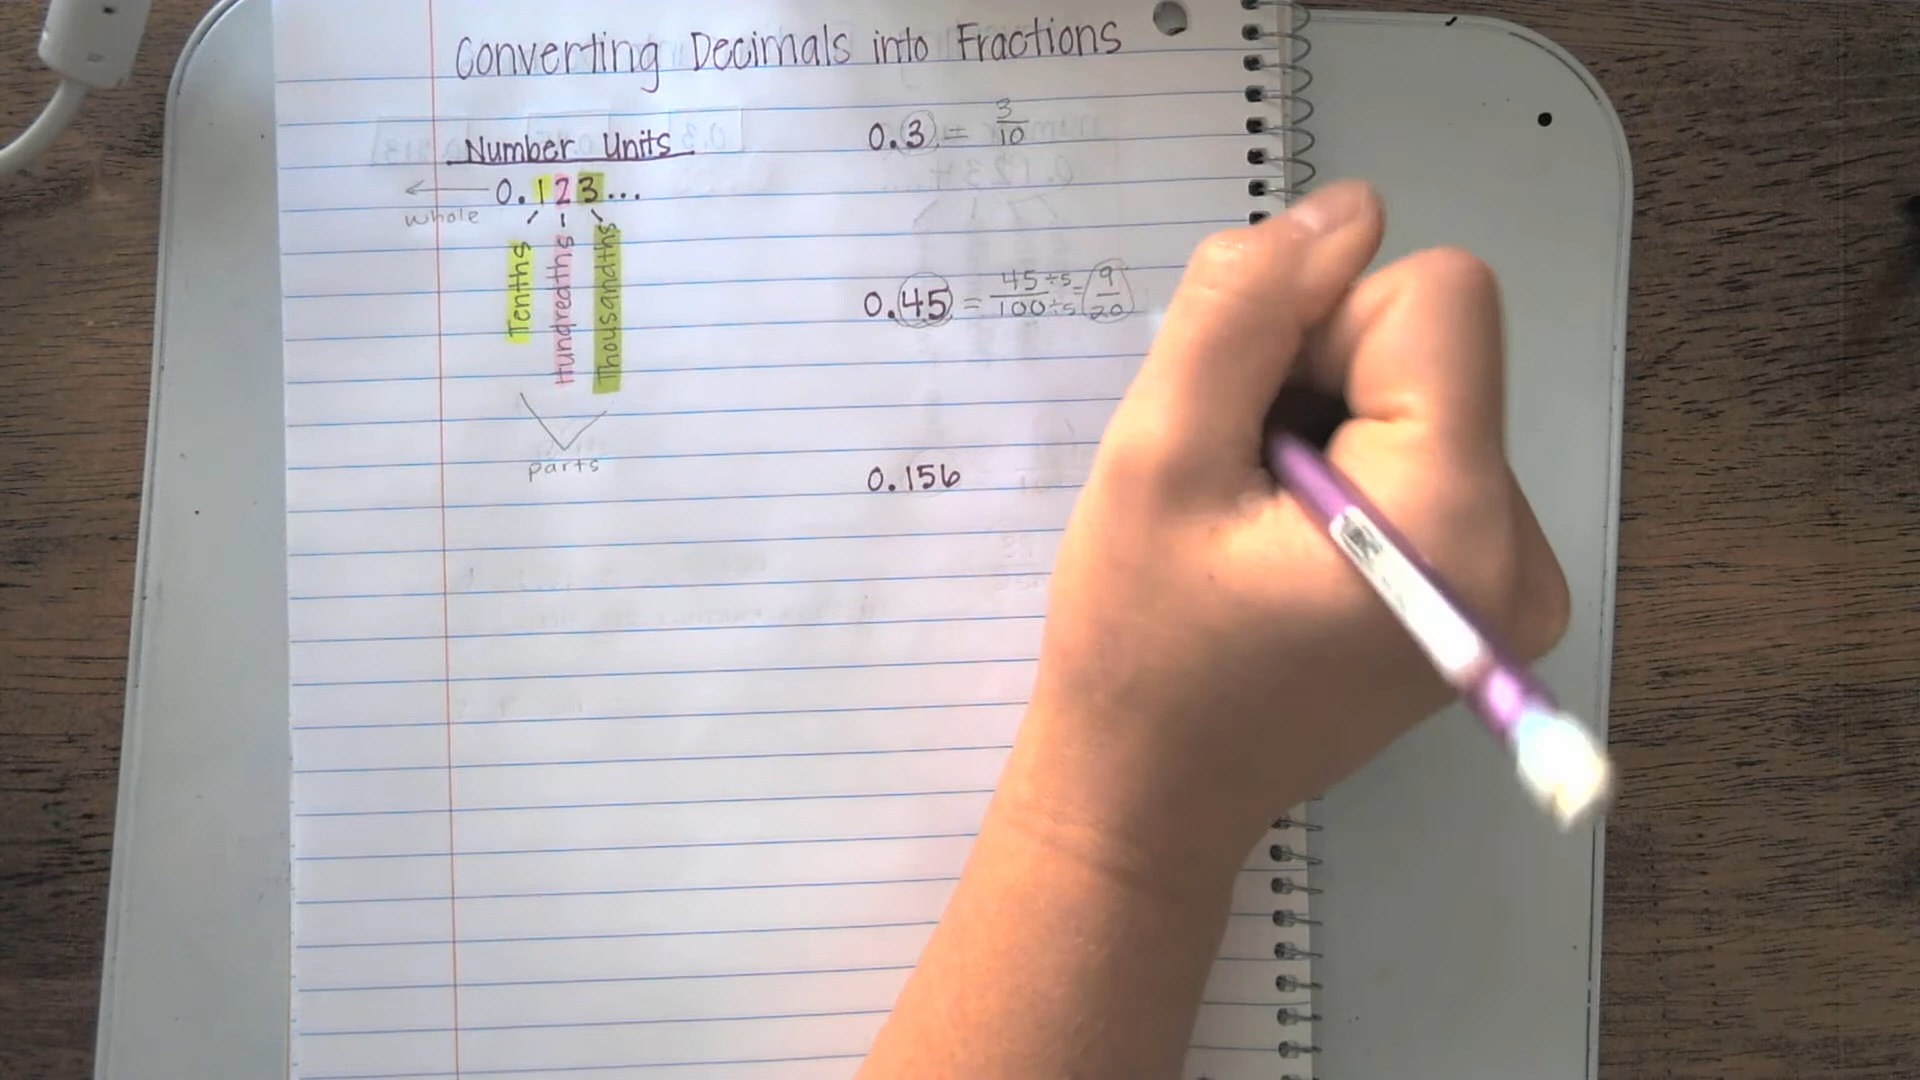 Converting Decimals into Fractions
Number Units
0.123...
whole
Tenths
Hundreaths
Thousandths
parts
0.3 = 3/10
0.45 = 45÷5/100÷5 = 9/20
0.156